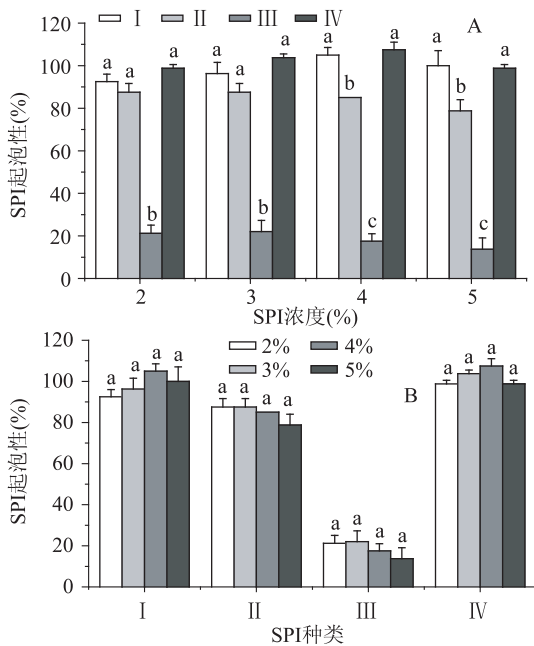 Ⅰ Ⅱ Ⅲ Ⅳ
A
120
100
80
60
40
20
0
SPI起泡性(%)
a a b a
a a b a
a b c a
a b c a
2 3 4 5
SPI浓度(%)
2% 4%
3% 5%
B
120
100
80
60
40
20
0
SPI起泡性(%)
a a a a
a a a a
a a a a
a a a a
Ⅰ Ⅱ Ⅲ Ⅳ
SPI种类